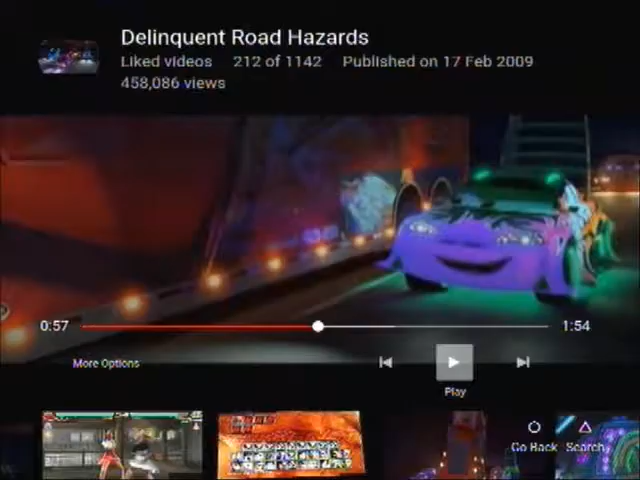 Delinquent Road Hazards
Liked videos 212 of 1142 Published on 17 Feb 2009
458,086 views
0:57 1:54
More Options
Play
Go Back Search